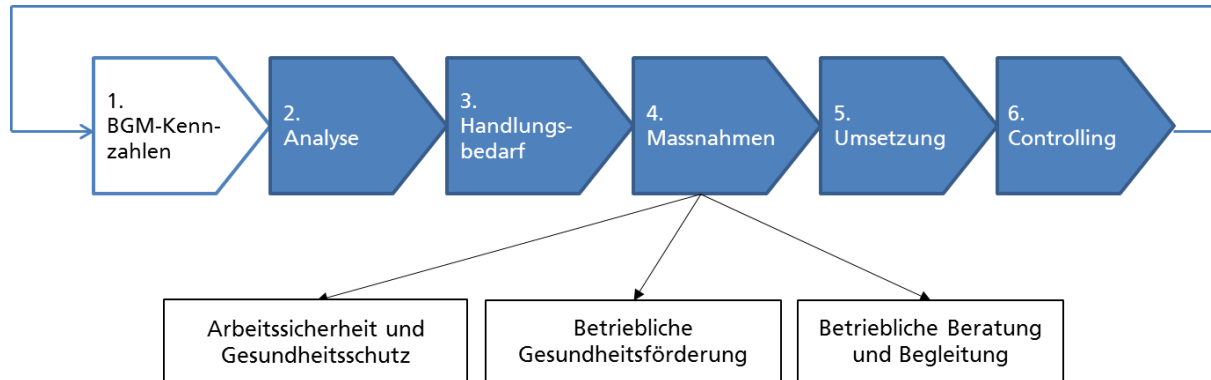 1.
BGM-Kenn-
zahlen
2.
Analyse
3.
Handlungs-
bedarf
4.
Massnahmen
5.
Umsetzung
6.
Controlling
Arbeitssicherheit und
Gesundheitsschutz
Betriebliche
Gesundheitsförderung
Betriebliche Beratung
und Begleitung